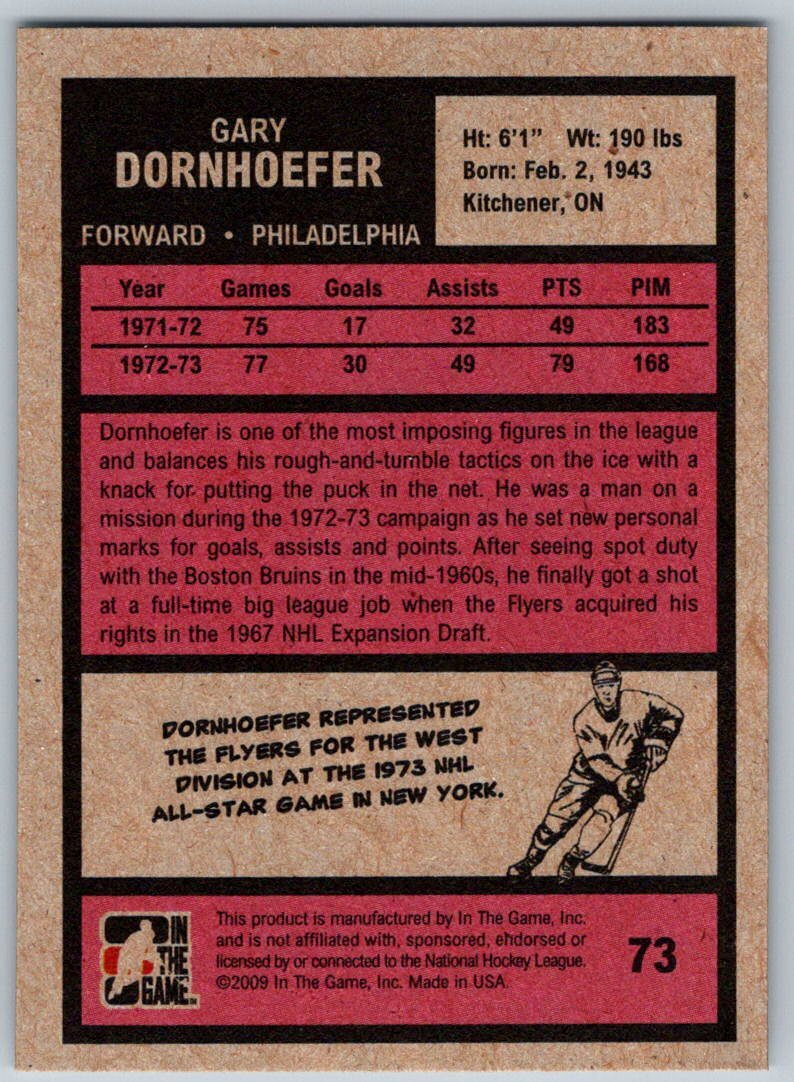 GARY
DORNHOEFER
FORWARD • PHILADELPHIA
Ht: 6'1" Wt: 190 lbs
Born: Feb. 2, 1943
Kitchener, ON
Year Games Goals Assists PTS PIM
1971-72 75 17 32 49 183
1972-73 77 30 49 79 168
Dornhoefer is one of the most imposing figures in the league
and balances his rough-and-tumble tactics on the ice with a
knack for putting the puck in the net. He was a man on a
mission during the 1972-73 campaign as he set new personal
marks for goals, assists and points. After seeing spot duty
with the Boston Bruins in the mid-1960s, he finally got a shot
at a full-time big league job when the Flyers acquired his
rights in the 1967 NHL Expansion Draft.
DORNHOEFER REPRESENTED
THE FLYERS FOR THE WEST
DIVISION AT THE 1973 NHL
ALL-STAR GAME IN NEW YORK.
IN
THE
GAME
This product is manufactured by In The Game, Inc.
and is not affiliated with, sponsored, endorsed or
licensed by or connected to the National Hockey League.
©2009 In The Game, Inc. Made in USA.
73